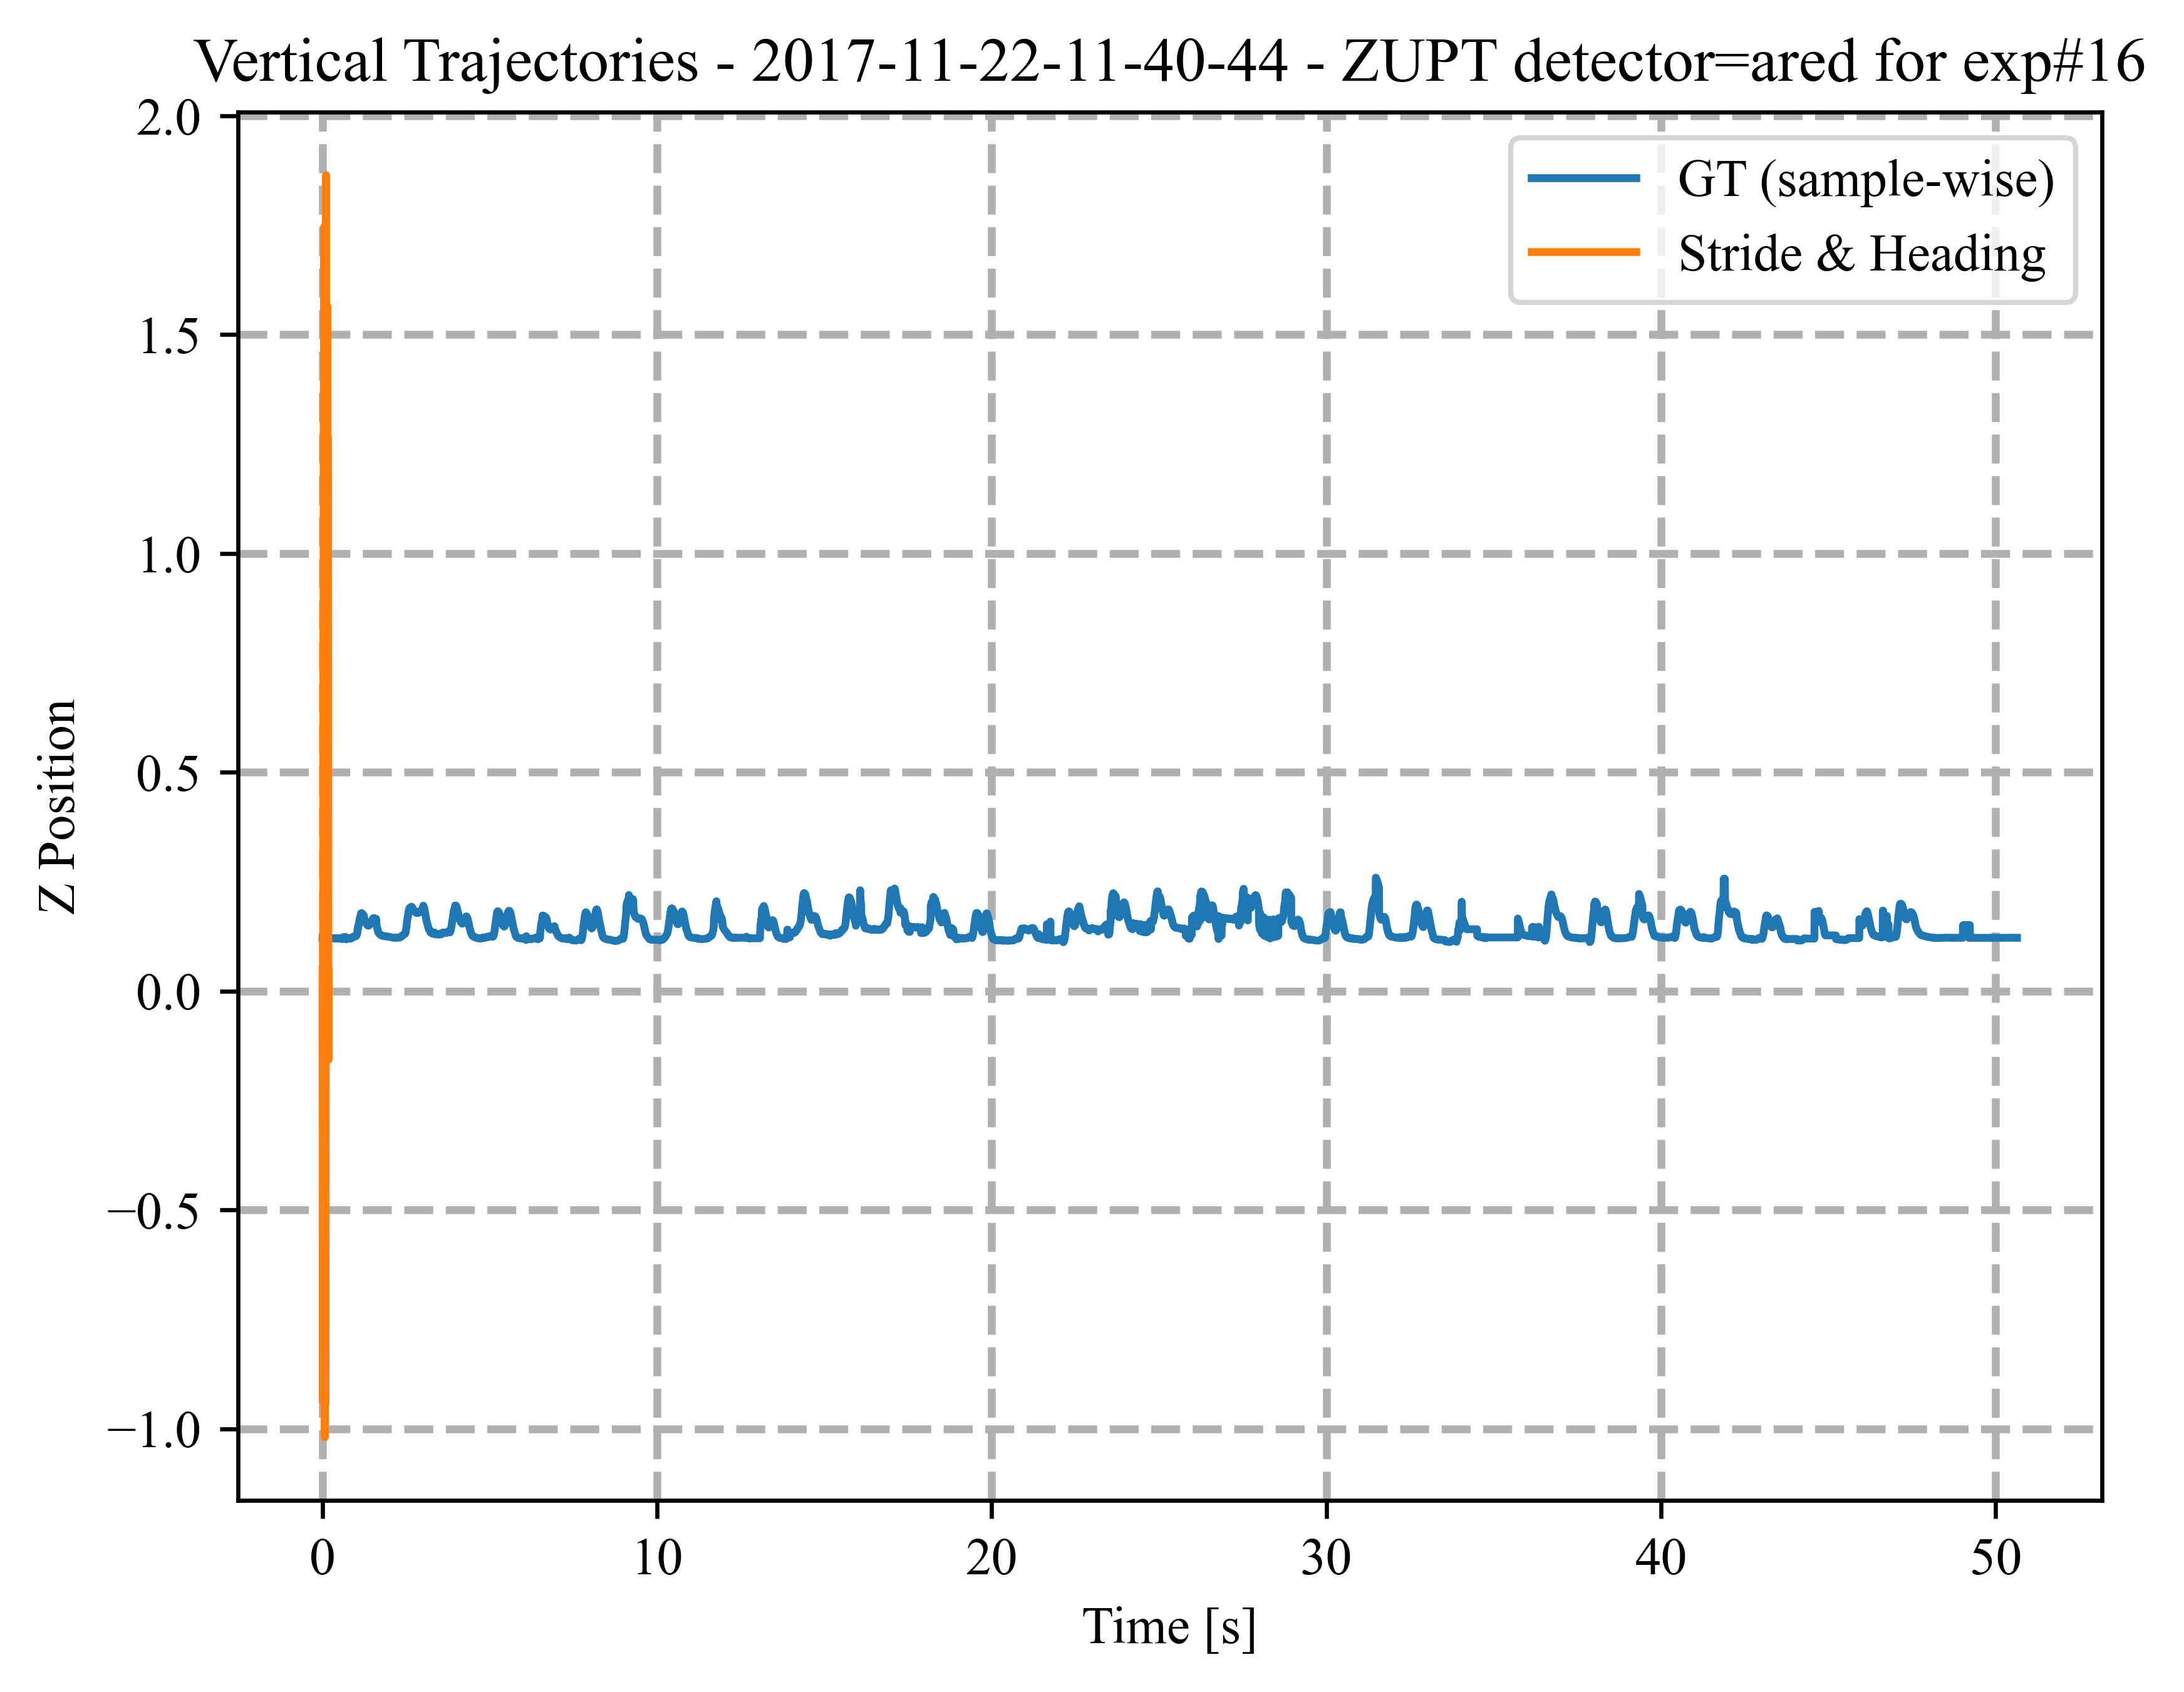 Vertical Trajectories - 2017-11-22-11-40-44 - ZUPT detector=ared for exp#16
GT (sample-wise)
Stride & Heading
2.0
1.5
1.0
0.5
0.0
−0.5
−1.0
Z Position
0 10 20 30 40 50
Time [s]